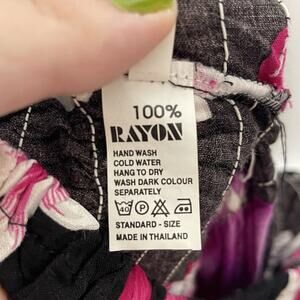 100%
RAYON
HAND WASH
COLD WATER
HANG TO DRY
WASH DARK COLOUR
SEPARATELY
40
STANDARD - SIZE
MADE IN THAILAND